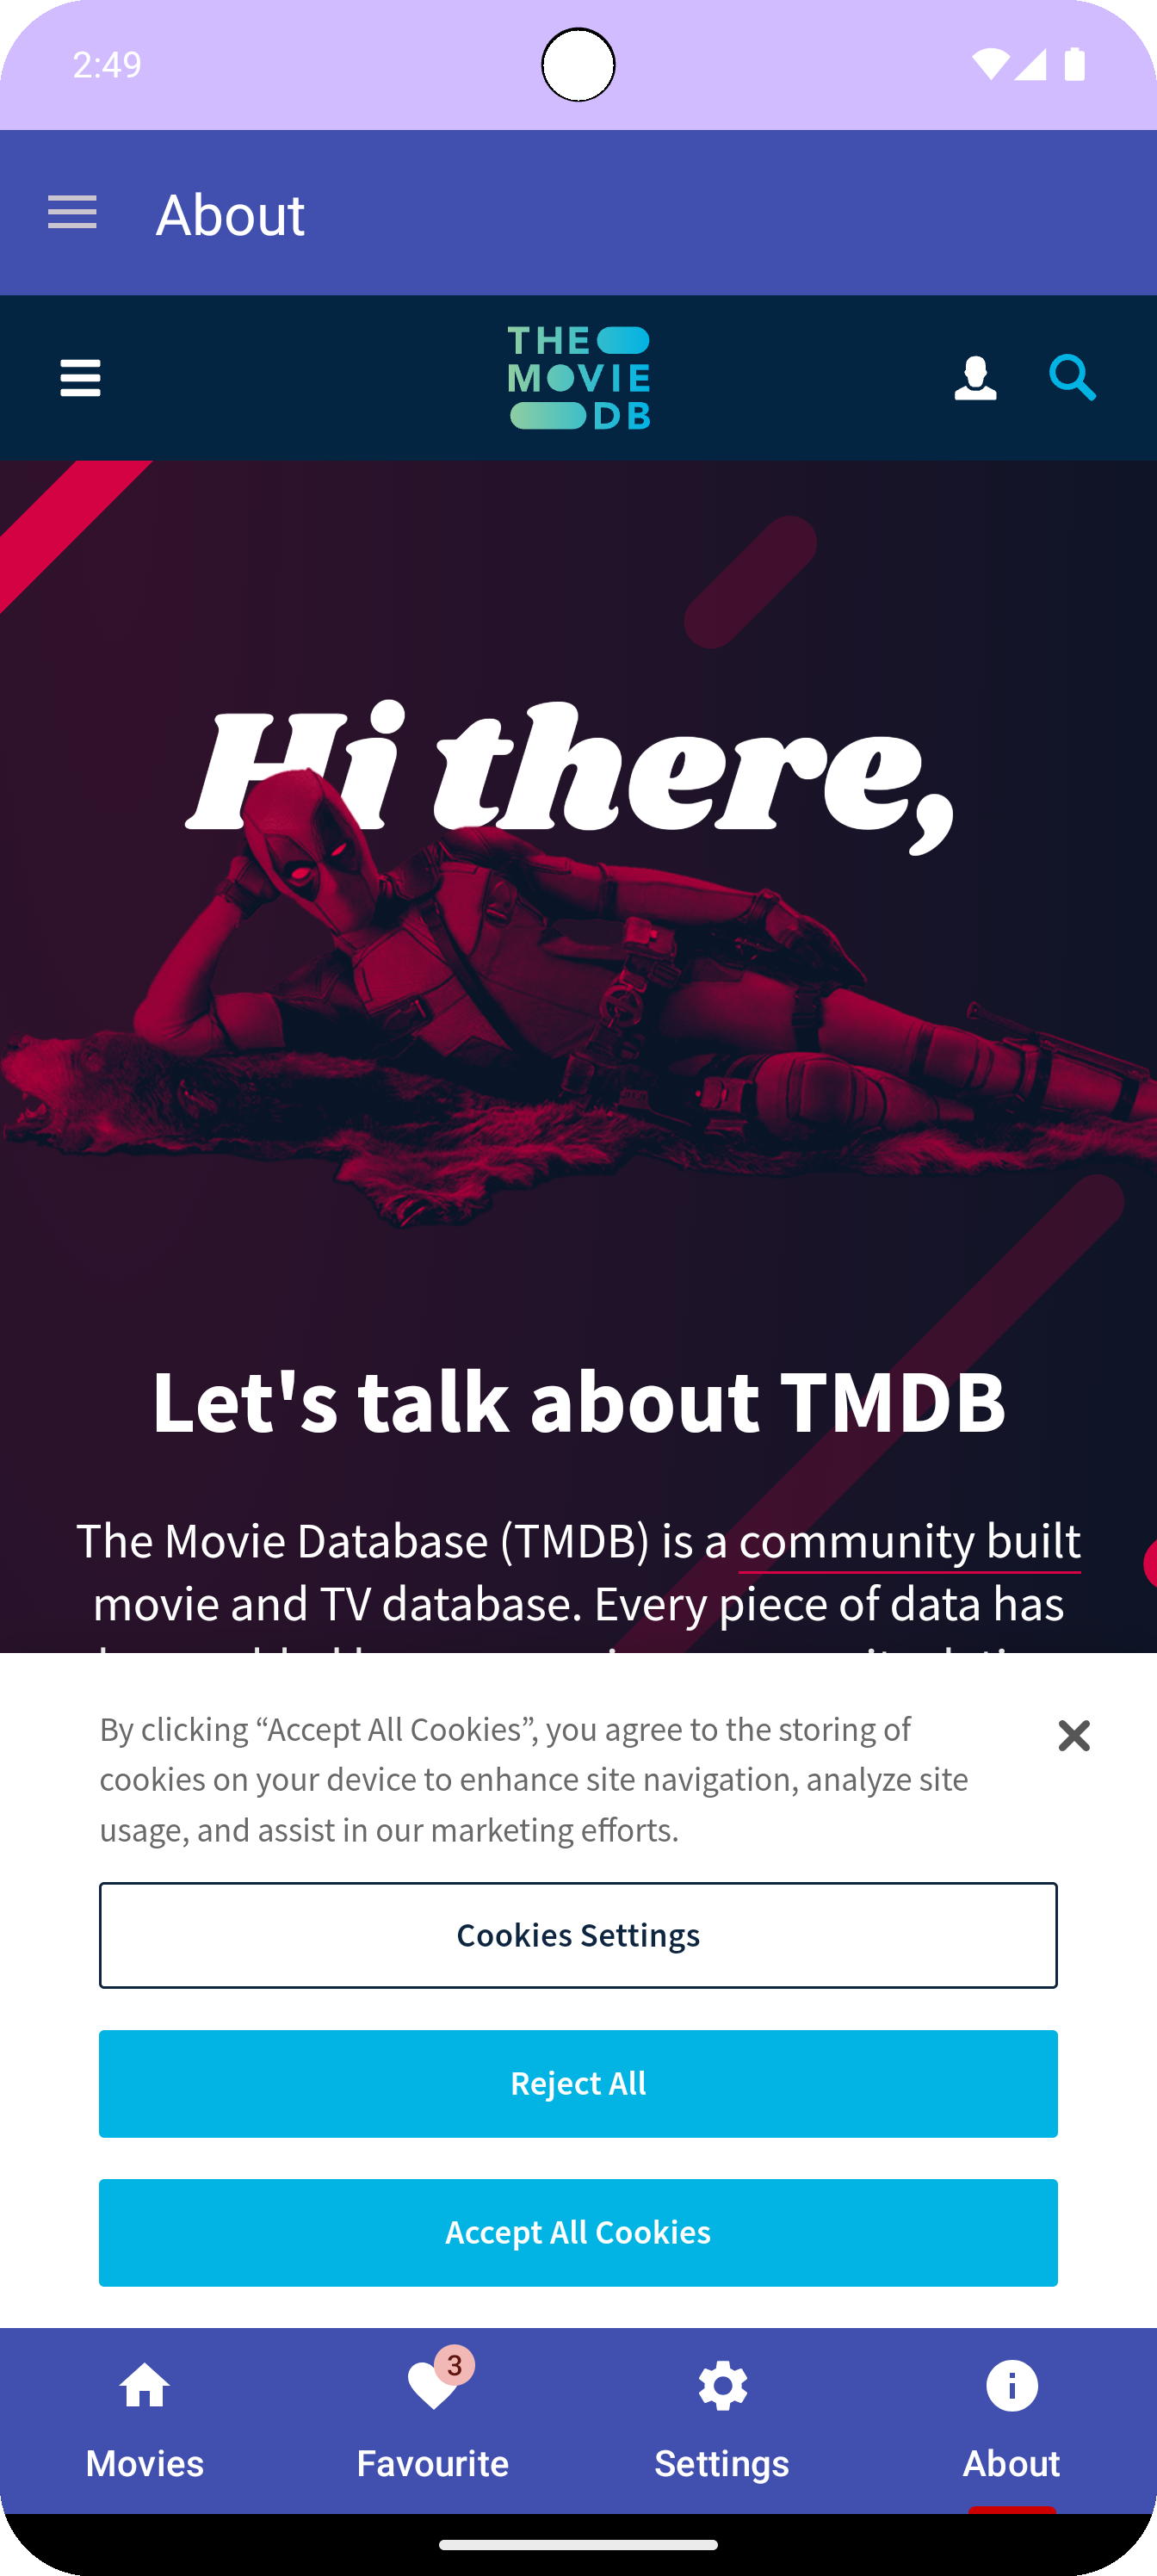 2:49
About
THE
MOVIE
DB
Hi there,
Let's talk about TMDB
The Movie Database (TMDB) is a community built
movie and TV database. Every piece of data has
By clicking “Accept All Cookies”, you agree to the storing of
cookies on your device to enhance site navigation, analyze site
usage, and assist in our marketing efforts.
Cookies Settings
Reject All
Accept All Cookies
3
Movies
Favourite
Settings
About